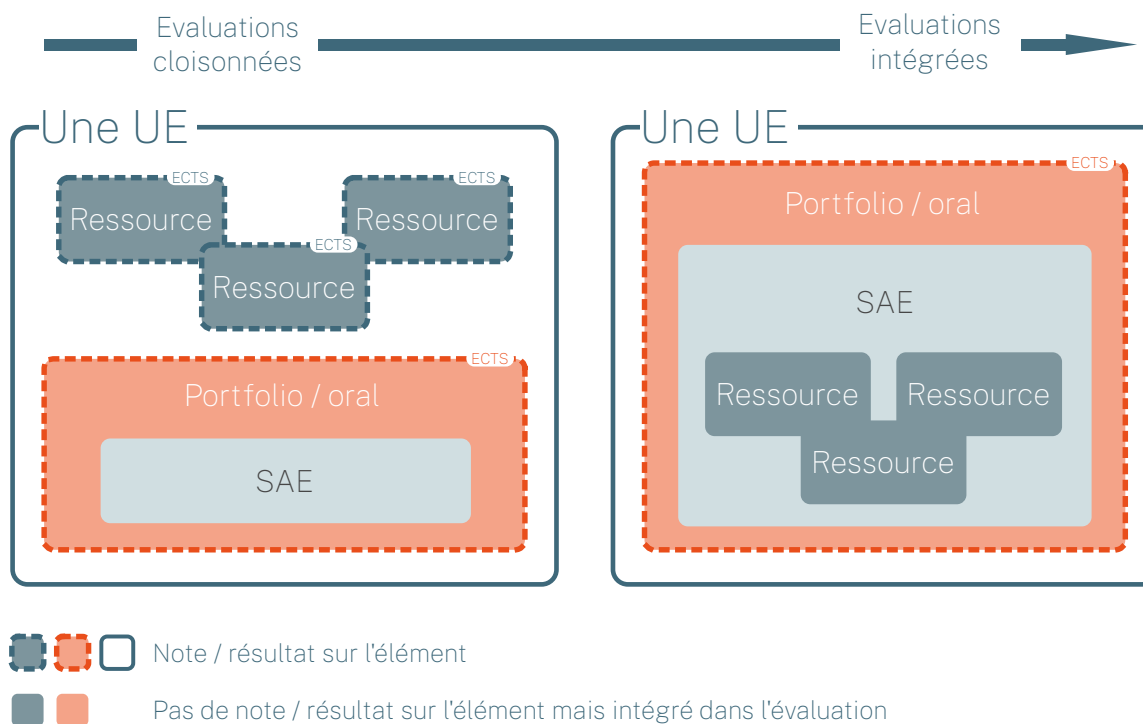 Evaluations
cloisonnées
Evaluations
intégrées
Une UE
ECTS
Ressource
ECTS
Ressource
ECTS
Ressource
ECTS
Portfolio / oral
SAE
Une UE
ECTS
Portfolio / oral
SAE
Ressource
Ressource
Ressource
Note / résultat sur l'élément
Pas de note / résultat sur l'élément mais intégré dans l'évaluation